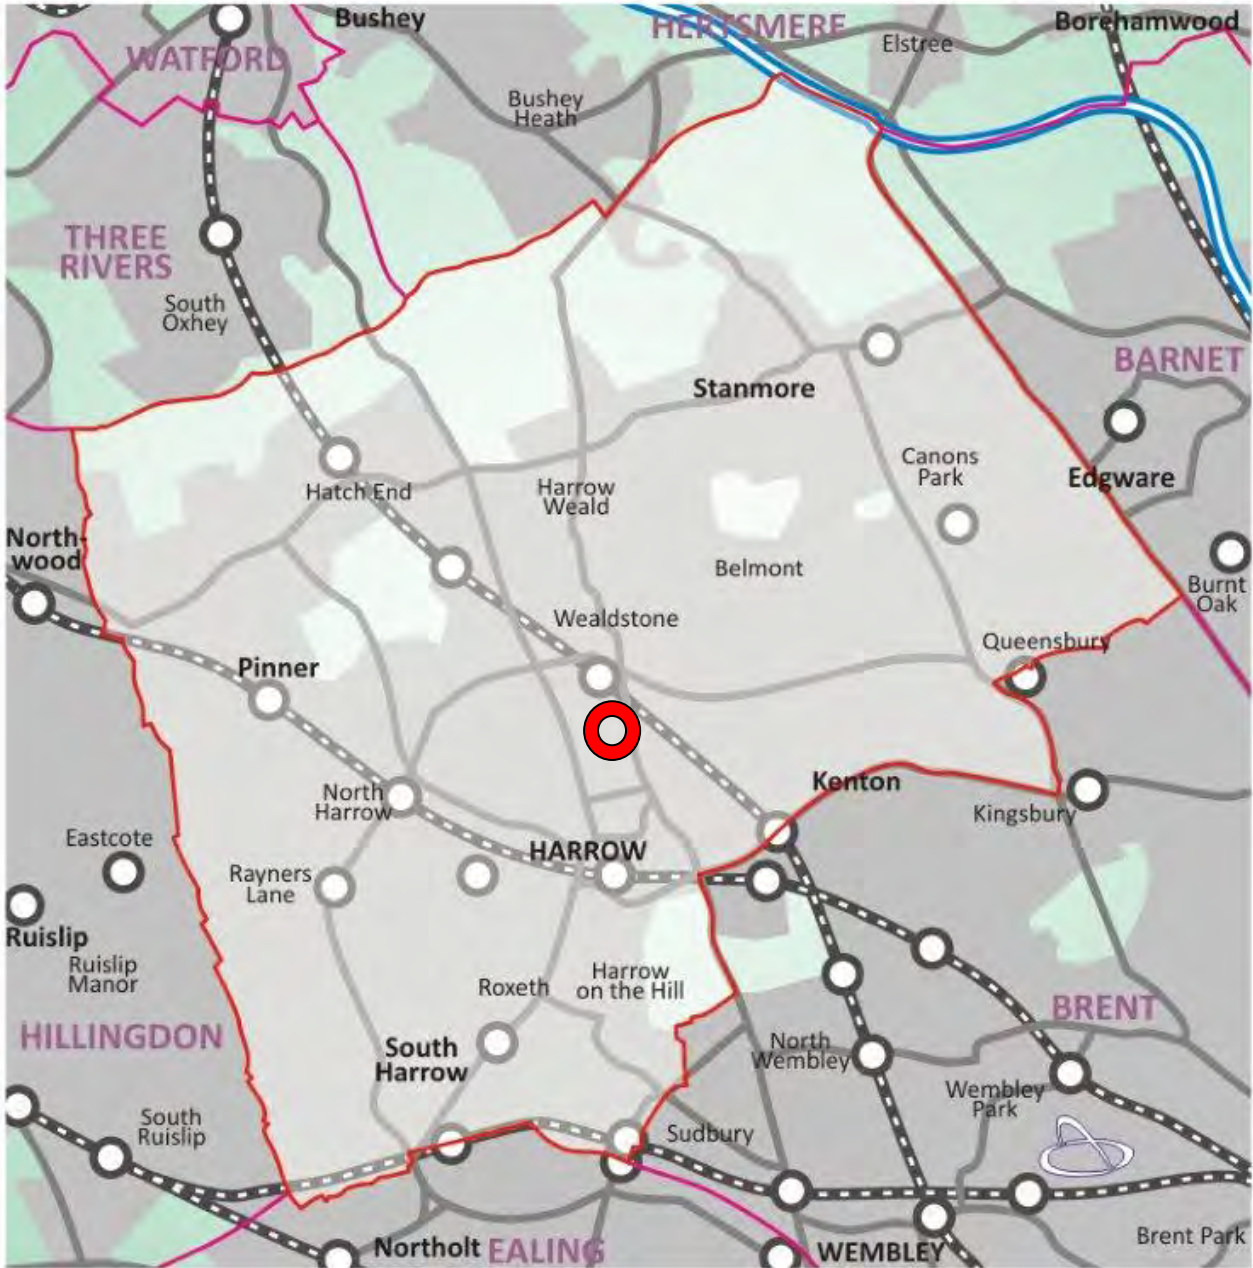 Bushey
HERTSMERE
Borehamwood
Elstree
WATFORD
Bushey
Heath
THREE
RIVERS
South
Oxhey
BARNET
Stanmore
Canons
Park
Edgware
Hatch End
Harrow
Weald
North-
wood
Belmont
Burnt
Oak
Wealdstone
Queensbury
Pinner
Kenton
North
Harrow
Kingsbury
Eastcote
HARROW
Rayners
Lane
Ruislip
Ruislip
Manor
Harrow
on the Hill
Roxeth
BRENT
HILLINGDON
South
Harrow
North
Wembley
Wembley
Park
South
Ruislip
Sudbury
Brent Park
Northolt
EALING
WEMBLEY